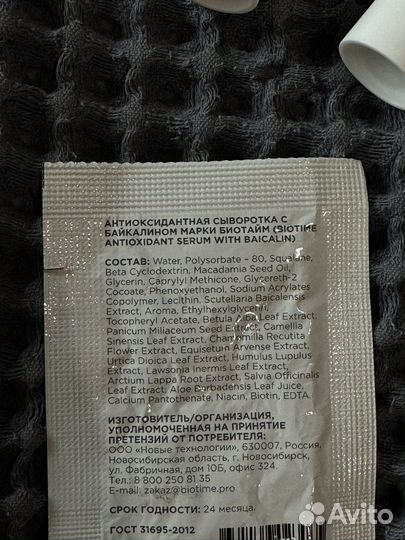 АНТИОКСИДАНТНАЯ СЫВОРОТКА С
БАЙКАЛИНОМ МАРКИ БИОТАЙМ (BIOTIME
ANTIOXIDANT SERUM WITH BAICALIN)
СОСТАВ: Water, Polysorbate – 80, Squalane,
Beta Cyclodextrin, Macadamia Seed Oil,
Glycerin, Caprylyl Methicone, Glycereth-2
Cocoate, Phenoxyethanol, Sodium Acrylates
Copolymer, Lecithin, Scutellaria Baicalensis
Extract, Aroma, Ethylhexylglycerin,
Tocopheryl Acetate, Betula Alba Leaf Extract,
Panicum Miliaceum Seed Extract, Camellia
Sinensis Leaf Extract, Chamomilla Recutita
Flower Extract, Equisetum Arvense Extract,
Urtica Dioica Leaf Extract, Humulus Lupulus
Extract, Lawsonia Inermis Leaf Extract,
Arctium Lappa Root Extract, Salvia Officinalis
Leaf Extract, Aloe Barbadensis Leaf Juice,
Calcium Pantothenate, Niacin, Biotin, EDTA.
ИЗГОТОВИТЕЛЬ/ОРГАНИЗАЦИЯ,
УПОЛНОМОЧЕННАЯ НА ПРИНЯТИЕ
ПРЕТЕНЗИЙ ОТ ПОТРЕБИТЕЛЯ:
ООО «Новые технологии», 630007, Россия,
Новосибирская область, г. Новосибирск,
ул. Фабричная, дом 10Б, офис 324.
Тел.: 8 800 250 81 35
E-mail: zakaz@biotime.pro
СРОК ГОДНОСТИ: 24 месяца.
ГОСТ 31695-2012
Avito